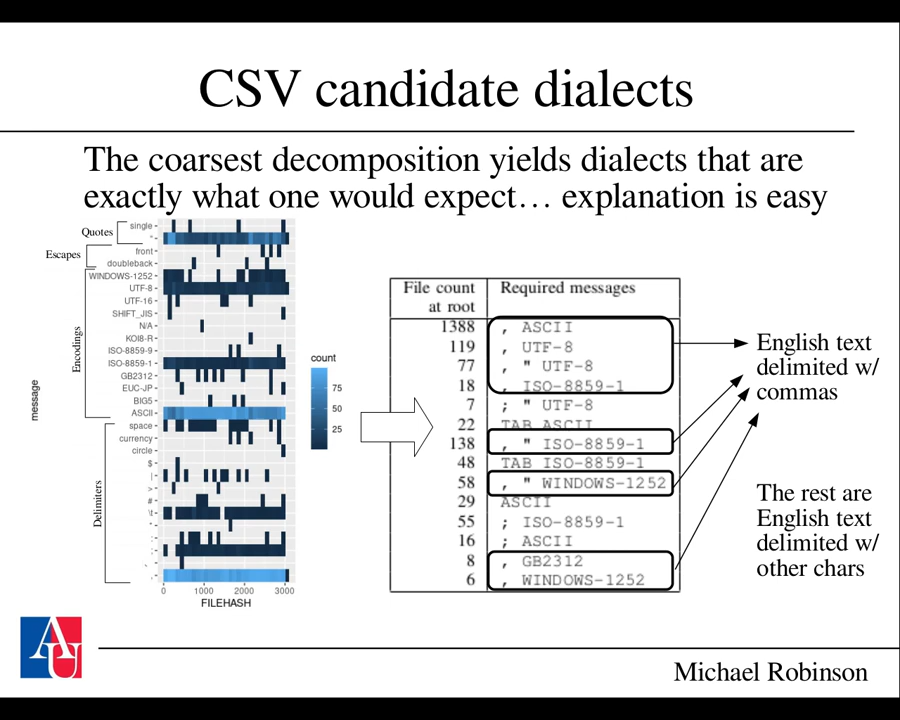 CSV candidate dialects
The coarsest decomposition yields dialects that are
exactly what one would expect… explanation is easy
Quotes
Escapes
Encodings
Delimiters
message
single
"
front
doubleback
WINDOWS-1252
UTF-8
UTF-16
SHIFT_JIS
N/A
KOI8-R
ISO-8859-9
ISO-8859-1
GB2312
EUC-JP
BIG5
ASCII
space
currency
circle
$
|
>
#
\t
*
:
;
,
0 1000 2000 3000
FILEHASH
count
75
50
25
File count Required messages
at root
1388 , ASCII
119 , UTF-8
77 , " UTF-8
18 , ISO-8859-1
7 ; " UTF-8
22 TAB ASCII
138 , " ISO-8859-1
48 TAB ISO-8859-1
58 , " WINDOWS-1252
29 ASCII
55 ; ISO-8859-1
16 ; ASCII
8 , GB2312
6 , WINDOWS-1252
English text
delimited w/
commas
The rest are
English text
delimited w/
other chars
AU
Michael Robinson